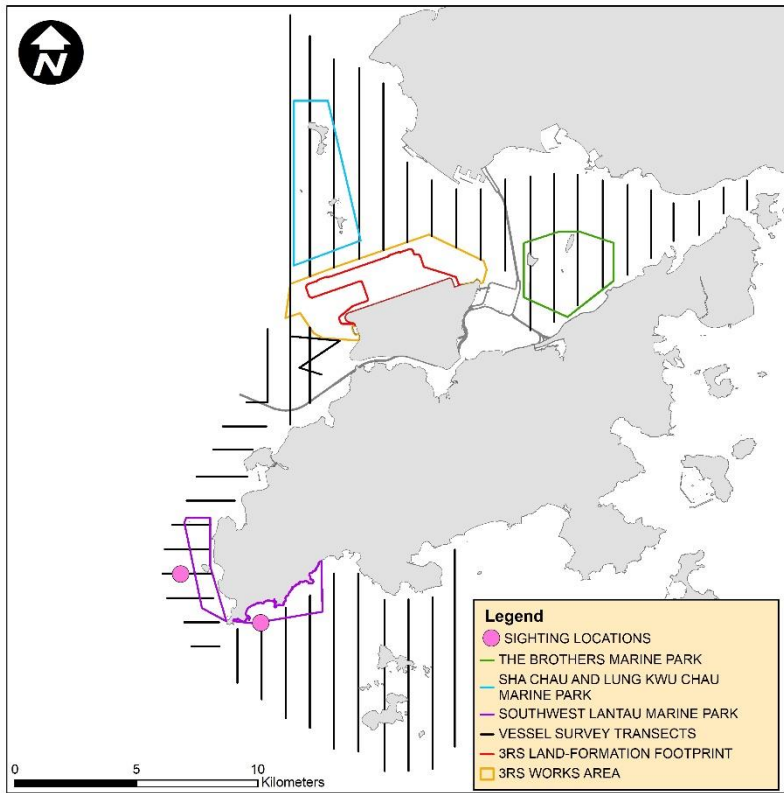 N
Legend
SIGHTING LOCATIONS
THE BROTHERS MARINE PARK
SHA CHAU AND LUNG KWU CHAU
MARINE PARK
SOUTHWEST LANTAU MARINE PARK
VESSEL SURVEY TRANSECTS
3RS LAND-FORMATION FOOTPRINT
3RS WORKS AREA
0 5 10
Kilometers